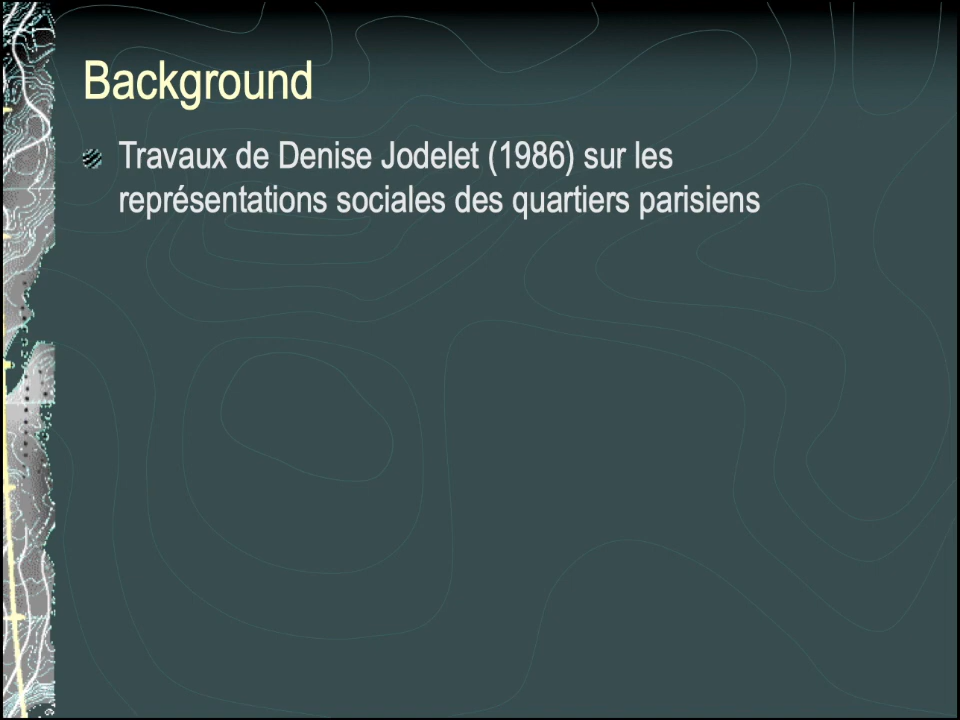 Background
Travaux de Denise Jodelet (1986) sur les
représentations sociales des quartiers parisiens